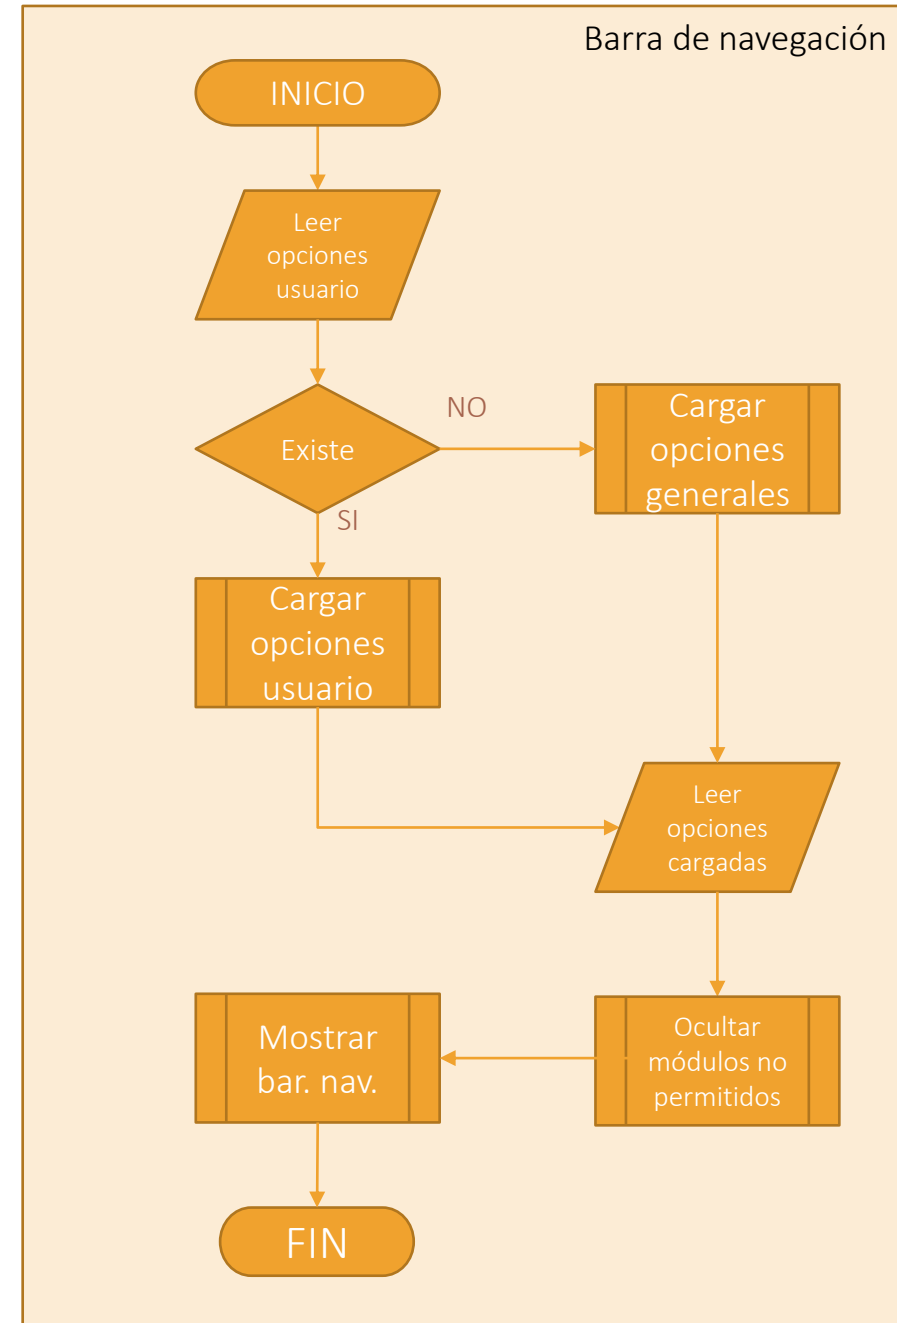 Barra de navegación
INICIO
Leer
opciones
usuario
Existe
NO
Cargar
opciones
generales
SI
Cargar
opciones
usuario
Leer
opciones
cargadas
Ocultar
módulos no
permitidos
Mostrar
bar. nav.
FIN